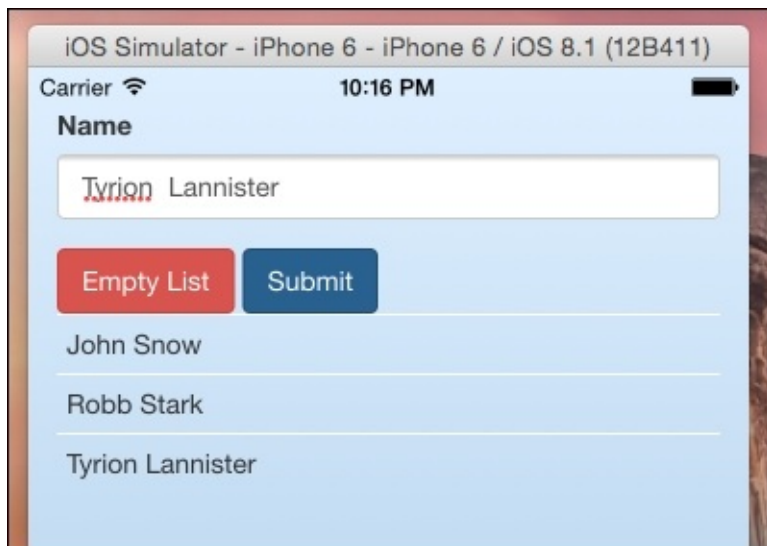 iOS Simulator - iPhone 6 - iPhone 6 / iOS 8.1 (12B411)
Carrier 10:16 PM
Name
Tyrion Lannister
Empty List Submit
John Snow
Robb Stark
Tyrion Lannister